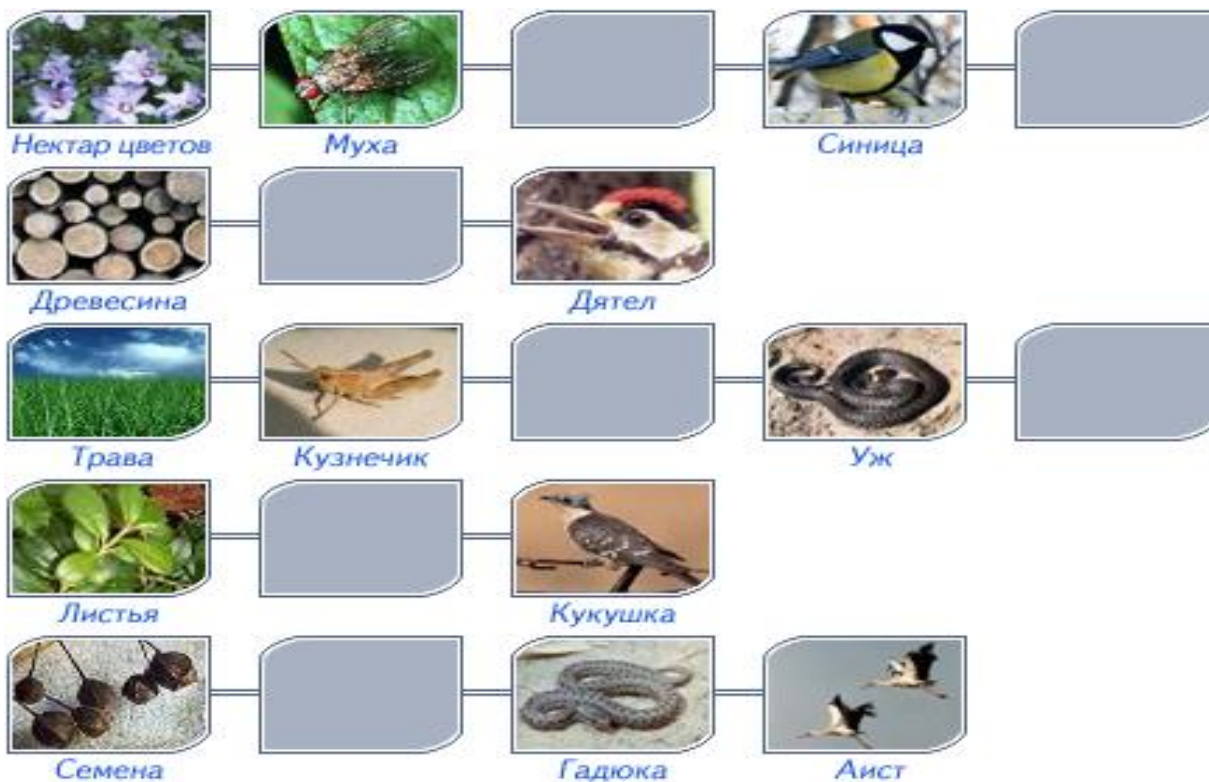 Нектар цветов Муха Синица
Древесина Дятел
Трава Кузнечик Уж
Листья Кукушка
Семена Гадюка Аист